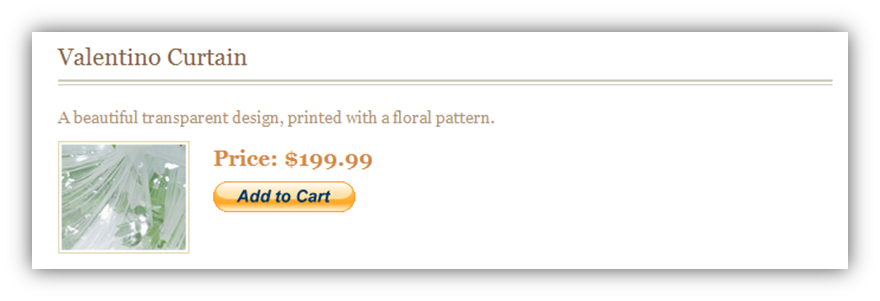 Valentino Curtain
A beautiful transparent design, printed with a floral pattern.
Price: $199.99
Add to Cart